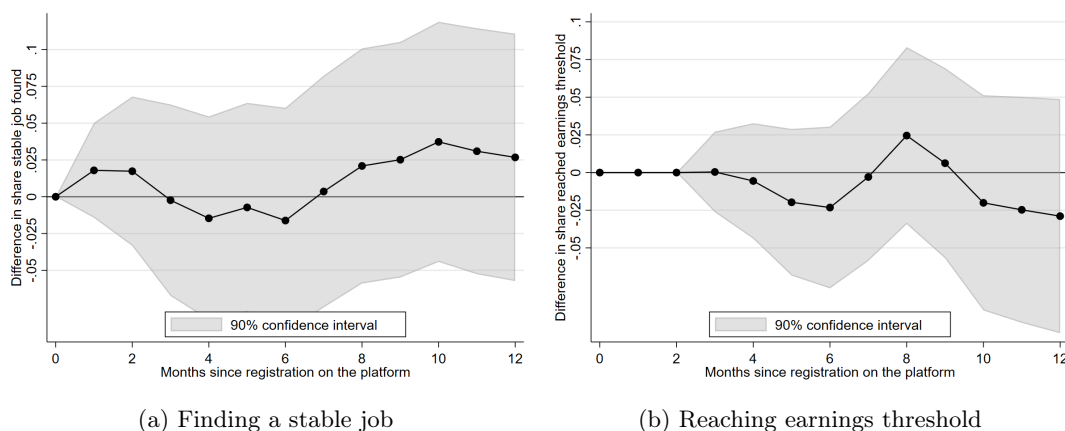 Difference in share stable job found
.1
.075
.05
.025
0
-.025
-.05
90% confidence interval
0 2 4 6 8 10 12
Months since registration on the platform
(a) Finding a stable job
Difference in share reached earnings threshold
.1
.075
.05
.025
0
-.025
-.05
90% confidence interval
0 2 4 6 8 10 12
Months since registration on the platform
(b) Reaching earnings threshold